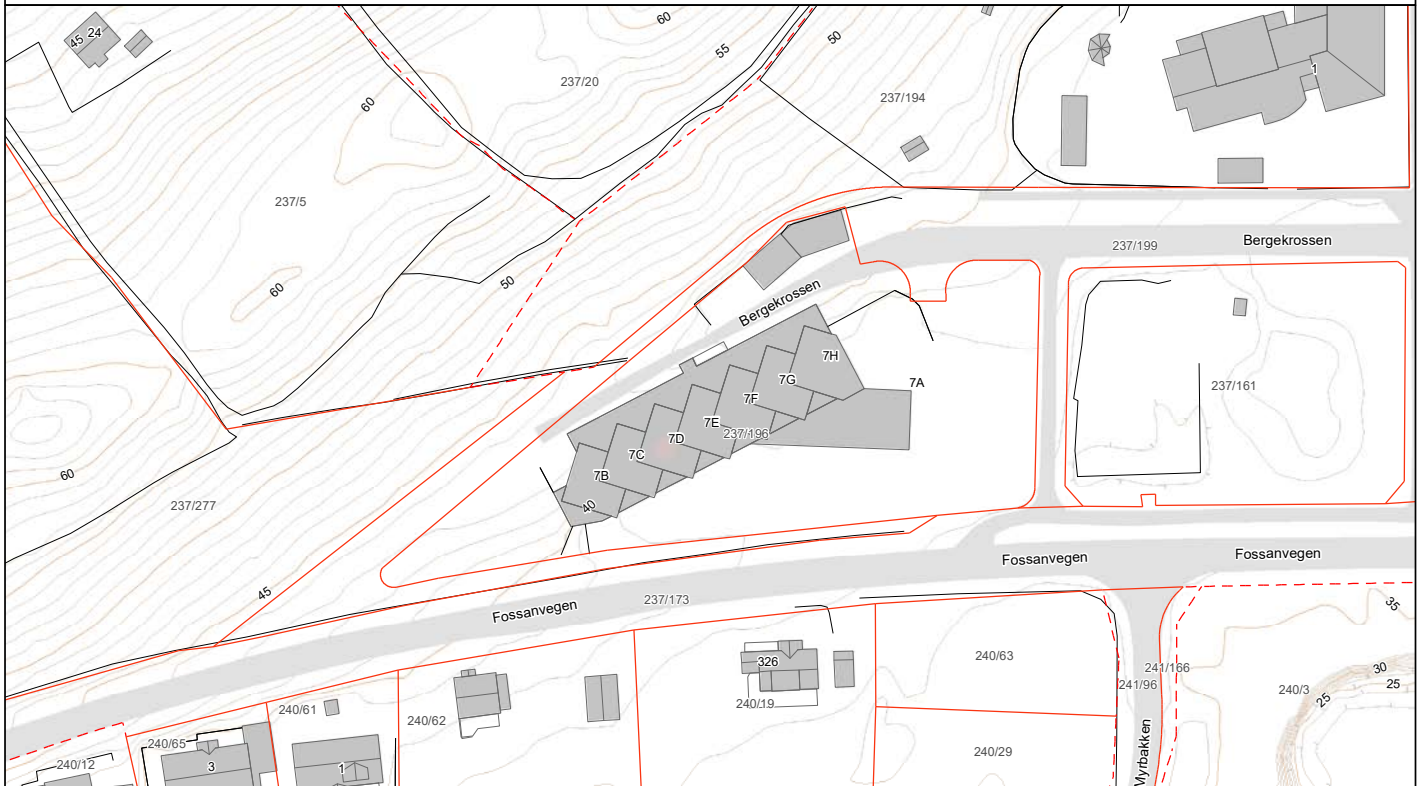 60
24
45
55
50
237/20
1
60
237/194
237/5
Bergekrossen
237/199
50
60
Bergekrossen
7H
7G
7A
237/161
7F
7E
237/196
7D
7C
7B
60
237/277
40
Fossanvegen
Fossanvegen
45
Fossanvegen
237/173
35
240/63
326
241/166
30
25
241/96
240/3
25
240/19
240/61
240/62
240/65
240/29
Myrbakken
240/12
3
1